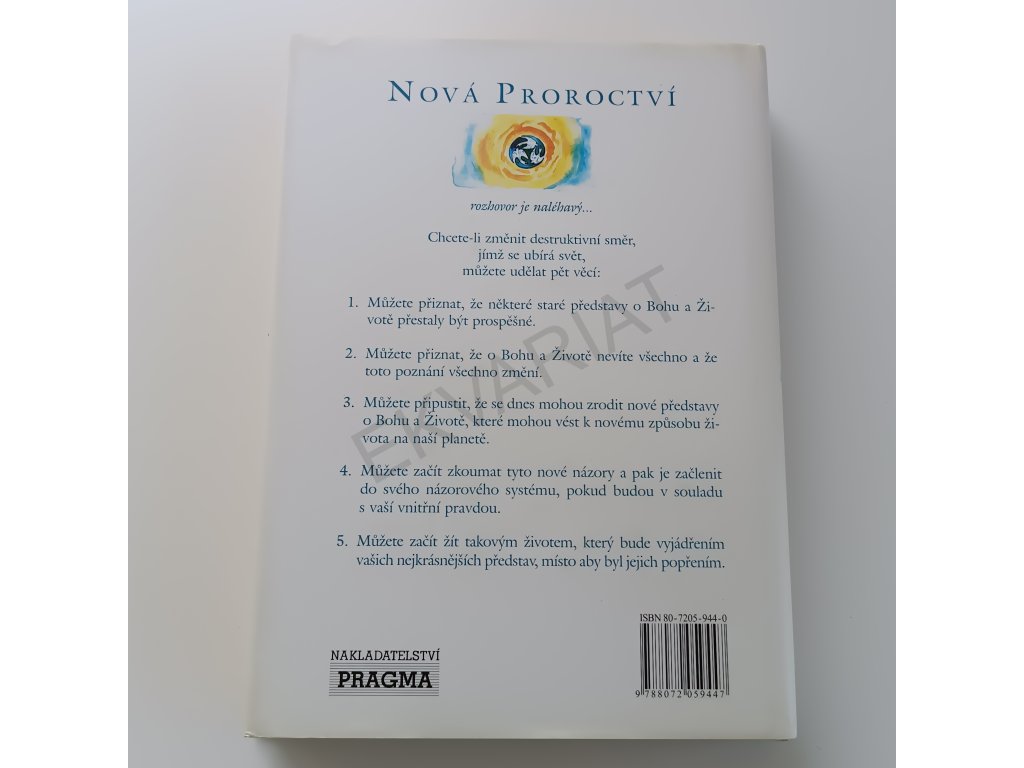 NOVÁ PROROCTVÍ
rozhovor je naléhavý...
Chcete-li změnit destruktivní směr,
jímž se ubírá svět,
můžete udělat pět věcí:
1. Můžete přiznat, že některé staré představy o Bohu a Ži-
votě přestaly být prospěšné.
2. Můžete přiznat, že o Bohu a Životě nevíte všechno a že
toto poznání všechno změní.
3. Můžete připustit, že se dnes mohou zrodit nové představy
o Bohu a Životě, které mohou vést k novému způsobu ži-
vota na naší planetě.
4. Můžete začít zkoumat tyto nové názory a pak je začlenit
do svého názorového systému, pokud budou v souladu
s vaší vnitřní pravdou.
5. Můžete začít žít takovým životem, který bude vyjádřením
vašich nejkrásnějších představ, místo aby byl jejich popřením.
EKVARIAT
ISBN 80-7205-944-0
9 788072 059447
NAKLADATELSTVÍ
PRAGMA